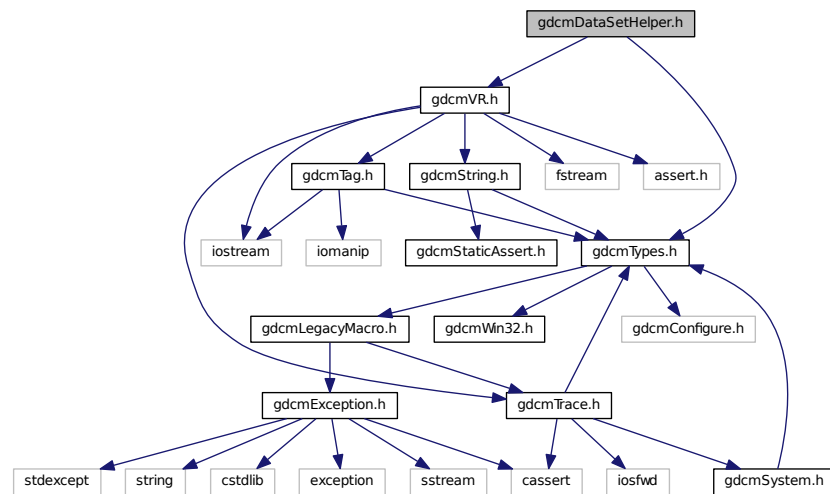 gdcmDataSetHelper.h
gdcmVR.h
gdcmTag.h
gdcmString.h
fstream
assert.h
iostream
iomanip
gdcmStaticAssert.h
gdcmTypes.h
gdcmLegacyMacro.h
gdcmWin32.h
gdcmConfigure.h
gdcmException.h
gdcmTrace.h
stdexcept
string
cstdlib
exception
sstream
cassert
iosfwd
gdcmSystem.h